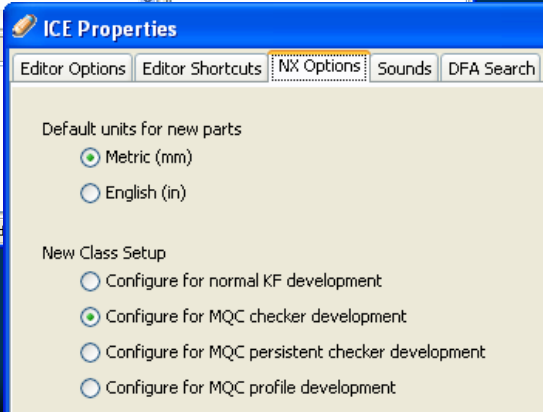 ICE Properties
Editor Options Editor Shortcuts NX Options Sounds DFA Search
Default units for new parts
Metric (mm)
English (in)
New Class Setup
Configure for normal KF development
Configure for MQC checker development
Configure for MQC persistent checker development
Configure for MQC profile development